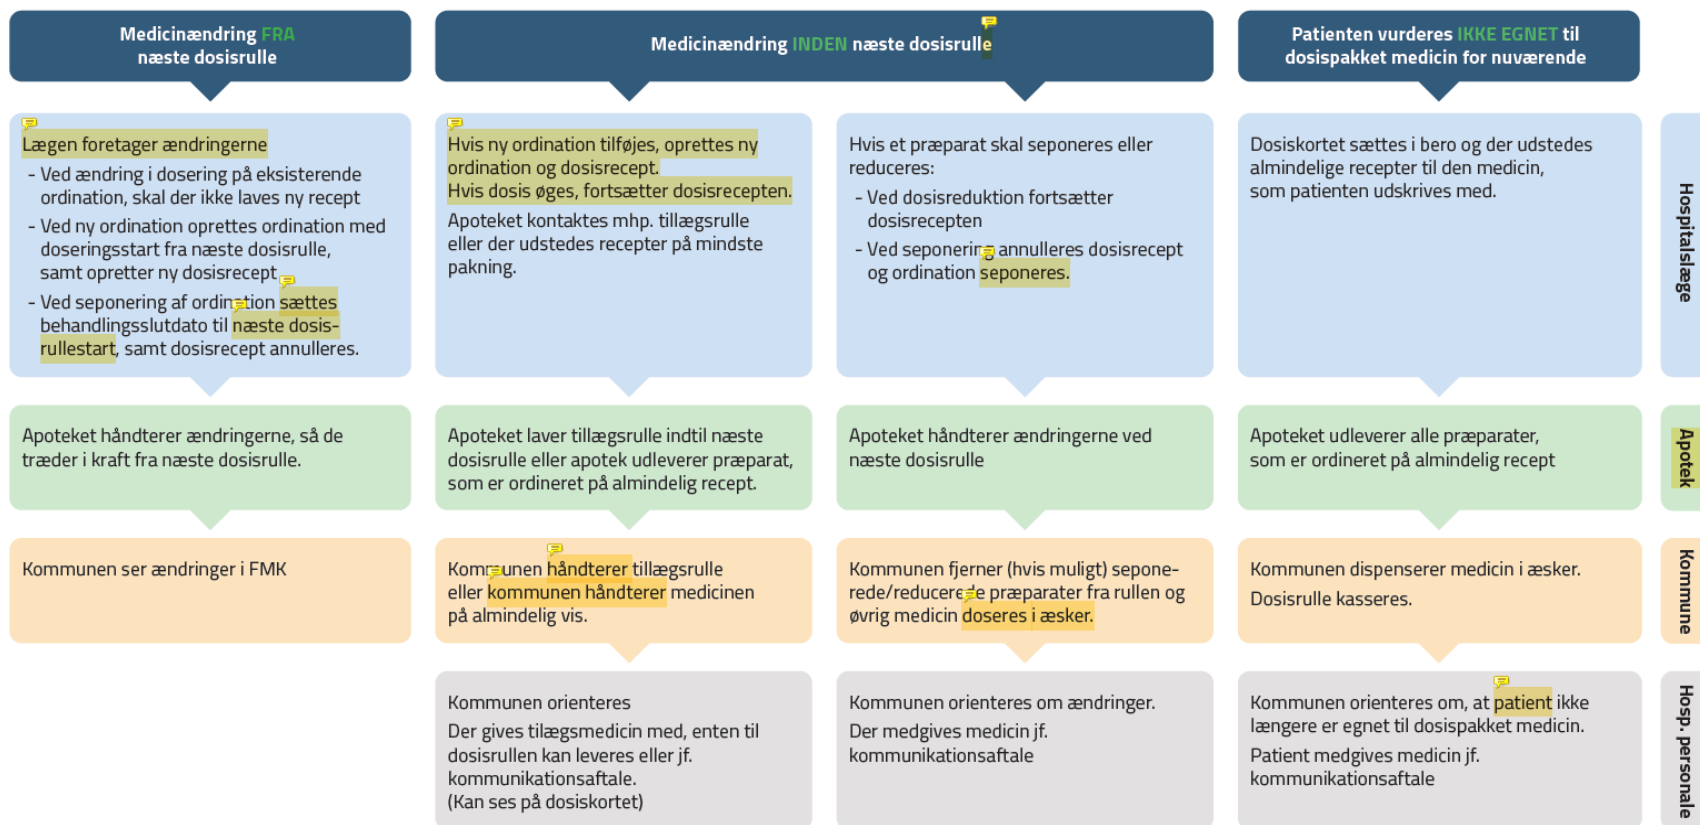 Medicinændring FRA
næste dosisrulle
Medicinændring INDEN næste dosisrulle
Patienten vurderes IKKE EGNET til
dosispakket medicin for nuværende
Lægen foretager ændringerne
- Ved ændring i dosering på eksisterende
ordination, skal der ikke laves ny recept
- Ved ny ordination oprettes ordination med
doseringsstart fra næste dosisrulle,
samt opretter ny dosisrecept
- Ved seponering af ordination sættes
behandlingsslutdato til næste dosis-
rullestart, samt dosisrecept annulleres.
Hvis ny ordination tilføjes, oprettes ny
ordination og dosisrecept.
Hvis dosis øges, fortsætter dosisrecepten.
Apoteket kontaktes mhp. tillægsrulle
eller der udstedes recepter på mindste
pakning.
Hvis et præparat skal seponeres eller
reduceres:
- Ved dosisreduktion fortsætter
dosisrecepten
- Ved seponering annulleres dosisrecept
og ordination seponeres.
Dosiskortet sættes i bero og der udstedes
almindelige recepter til den medicin,
som patienten udskrives med.
Hospitalslæge
Apoteket håndterer ændringerne, så de
træder i kraft fra næste dosisrulle.
Apoteket laver tillægsrulle indtil næste
dosisrulle eller apotek udleverer præparat,
som er ordineret på almindelig recept.
Apoteket håndterer ændringerne ved
næste dosisrulle
Apoteket udleverer alle præparater,
som er ordineret på almindelig recept
Apotek
Kommunen ser ændringer i FMK
Kommunen håndterer tillægsrulle
eller kommunen håndterer medicinen
på almindelig vis.
Kommunen fjerner (hvis muligt) sepone-
rede/reducerede præparater fra rullen og
øvrig medicin doseres i æsker.
Kommunen dispenserer medicin i æsker.
Dosisrulle kasseres.
Kommune
Kommunen orienteres
Der gives tilægsmedicin med, enten til
dosisrullen kan leveres eller jf.
kommunikationsaftale.
(Kan ses på dosiskortet)
Kommunen orienteres om ændringer.
Der medgives medicin jf.
kommunikationsaftale
Kommunen orienteres om, at patient ikke
længere er egnet til dosispakket medicin.
Patient medgives medicin jf.
kommunikationsaftale
Hosp. personale